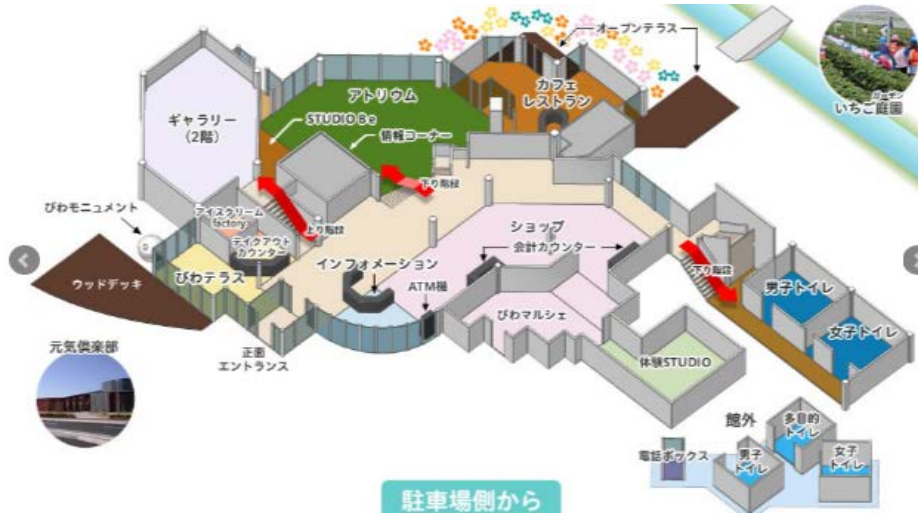 オープンテラス
カフェ
レストラン
ガーデン
いちご庭園
アトリウム
ギャラリー
（2階）
STUDIO Be
情報コーナー
下り階段
びわモニュメント
アイスクリーム
factory
上り階段
テイクアウト
カウンター
ショップ
会計カウンター
下り階段
ウッドデッキ
びわテラス
インフォメーション
ATM機
男子トイレ
びわマルシェ
女子トイレ
元気倶楽部
正面
エントランス
体験STUDIO
館外
多目的
トイレ
電話ボックス
男子
トイレ
女子
トイレ
駐車場側から